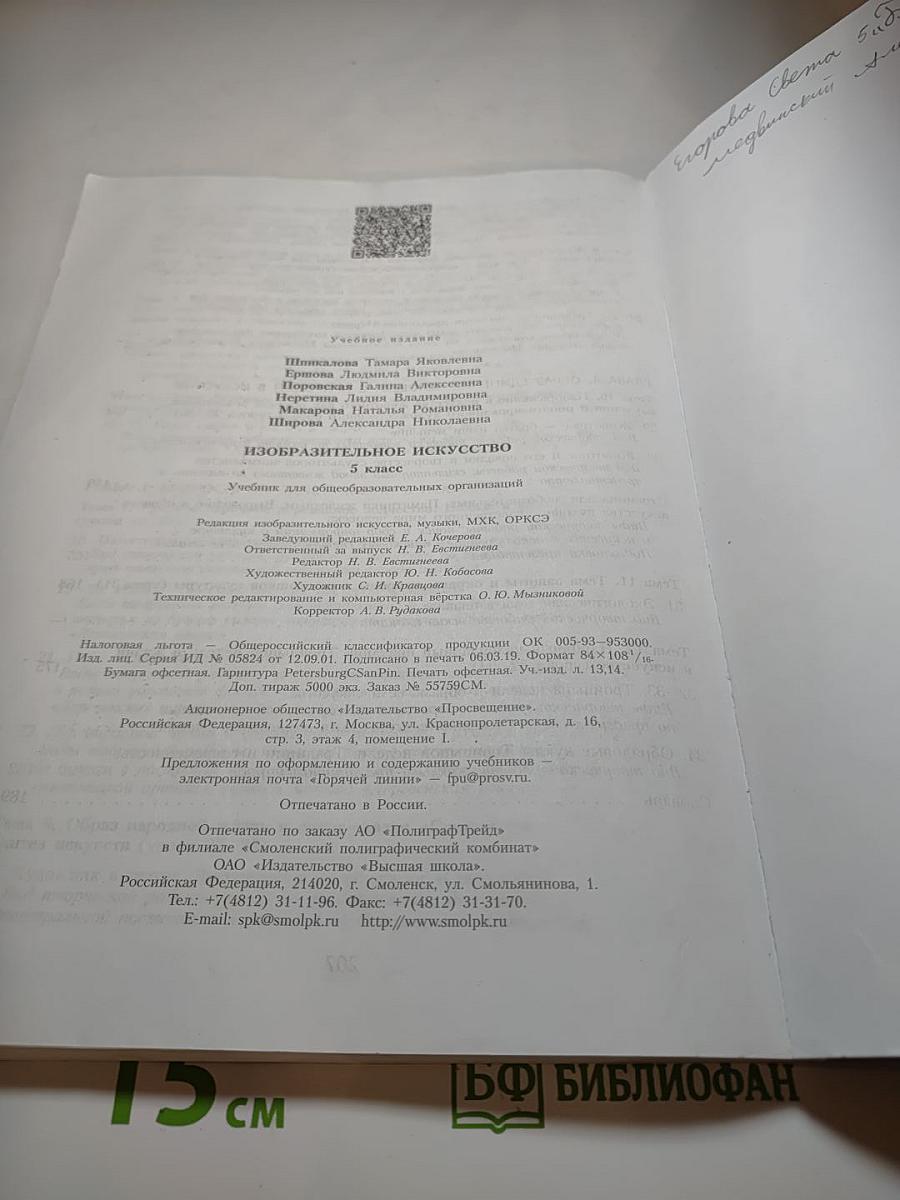 Егорова Света 5
медвинский
Учебное издание
Шпикалова Тамара Яковлевна
Ершова Людмила Викторовна
Поровская Галина Алексеевна
Неретина Лидия Владимировна
Макарова Наталья Романовна
Широва Александра Николаевна
ИЗОБРАЗИТЕЛЬНОЕ ИСКУССТВО
5 класс
Учебник для общеобразовательных организаций
Редакция изобразительного искусства, музыки, МХК, ОРКСЭ
Заведующий редакцией Е. А. Кочерова
Ответственный за выпуск Н. В. Евстигнеева
Редактор Н. В. Евстигнеева
Художественный редактор Ю. Н. Кобосова
Художник С. И. Кравцова
Техническое редактирование и компьютерная вёрстка О. Ю. Мызниковой
Корректор А. В. Рудакова
Налоговая льгота — Общероссийский классификатор продукции ОК 005-93—953000.
Изд. лиц. Серия ИД № 05824 от 12.09.01. Подписано в печать 06.03.19. Формат 84×108 1/16.
Бумага офсетная. Гарнитура PetersburgCSanPin. Печать офсетная. Уч.-изд. л. 13,14.
Доп. тираж 5000 экз. Заказ № 55759СМ.
Акционерное общество «Издательство «Просвещение».
Российская Федерация, 127473, г. Москва, ул. Краснопролетарская, д. 16,
стр. 3, этаж 4, помещение I.
Предложения по оформлению и содержанию учебников —
электронная почта «Горячей линии» — fpu@prosv.ru.
Отпечатано в России.
Отпечатано по заказу АО «ПолиграфТрейд»
в филиале «Смоленский полиграфический комбинат»
ОАО «Издательство «Высшая школа».
Российская Федерация, 214020, г. Смоленск, ул. Смольянинова, 1.
Тел.: +7(4812) 31-11-96. Факс: +7(4812) 31-31-70.
E-mail: spk@smolpk.ru http://www.smolpk.ru
207
15 см
БФ БИБЛИОФАН